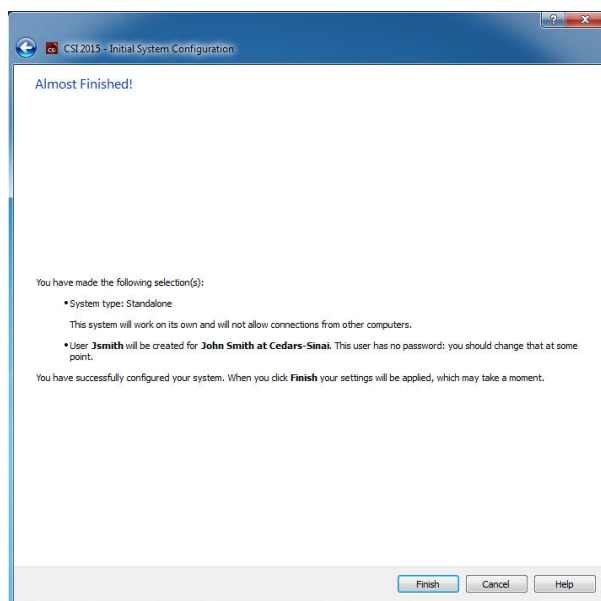 CSI 2015 - Initial System Configuration
Almost Finished!
You have made the following selection(s):
•System type: Standalone
This system will work on its own and will not allow connections from other computers.
•User Jsmith will be created for John Smith at Cedars-Sinai. This user has no password: you should change that at some
point.
You have successfully configured your system. When you click Finish your settings will be applied, which may take a moment.
Finish Cancel Help